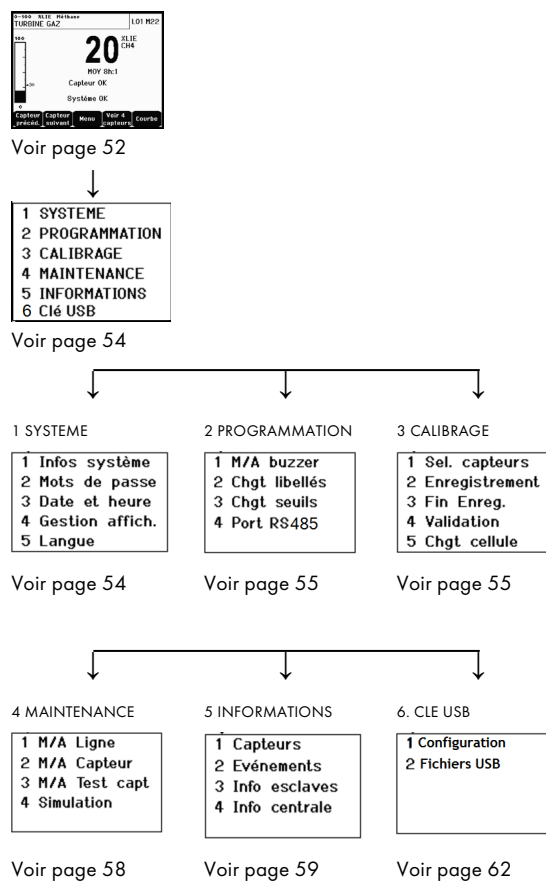 0-100 XLIE Méthane
TURBINE GAZ
L01 M22
100
20
XLIE
CH4
MOY 8h:1
Capteur OK
←20
Système OK
0
Capteur précéd.
Capteur suivant
Menu
Voir 4 capteurs
Courbe
Voir page 52
1 SYSTEME
2 PROGRAMMATION
3 CALIBRAGE
4 MAINTENANCE
5 INFORMATIONS
6 Clé USB
Voir page 54
1 SYSTEME
1 Infos système
2 Mots de passe
3 Date et heure
4 Gestion affich.
5 Langue
Voir page 54
2 PROGRAMMATION
1 M/A buzzer
2 Chgt libellés
3 Chgt seuils
4 Port RS485
Voir page 55
3 CALIBRAGE
1 Sel. capteurs
2 Enregistrement
3 Fin Enreg.
4 Validation
5 Chgt cellule
Voir page 55
4 MAINTENANCE
1 M/A Ligne
2 M/A Capteur
3 M/A Test capt
4 Simulation
Voir page 58
5 INFORMATIONS
1 Capteurs
2 Evénements
3 Info esclaves
4 Info centrale
Voir page 59
6. CLE USB
1 Configuration
2 Fichiers USB
Voir page 62